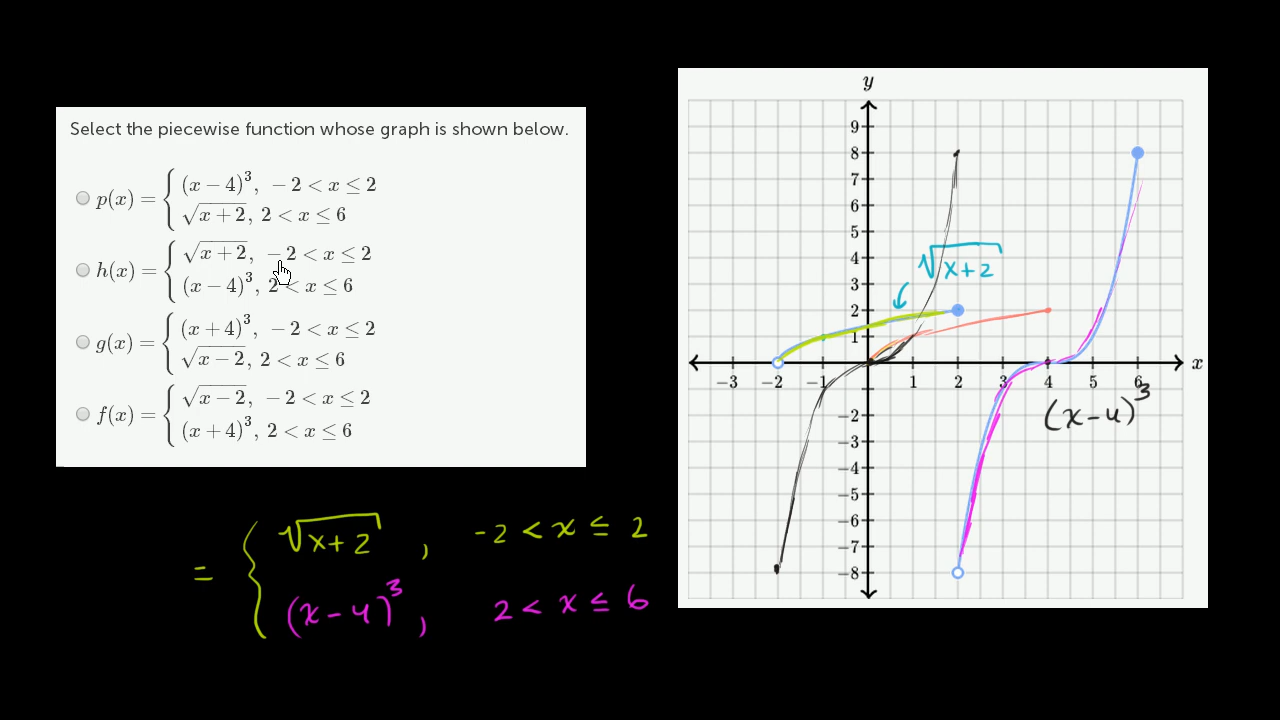 Select the piecewise function whose graph is shown below.
p(x) = { (x − 4)³, −2 < x ≤ 2
√(x + 2), 2 < x ≤ 6
h(x) = { √(x + 2), −2 < x ≤ 2
(x − 4)³, 2 < x ≤ 6
g(x) = { (x + 4)³, −2 < x ≤ 2
√(x − 2), 2 < x ≤ 6
f(x) = { √(x − 2), −2 < x ≤ 2
(x + 4)³, 2 < x ≤ 6
= { √(x+2) , -2 < x ≤ 2
(x-4)³ , 2 < x ≤ 6
y
9
8
7
6
5
4
3
2
1
√(x+2)
−3 −2 −1 1 2 3 4 5 6 x
(x-4)³
−2
−3
−4
−5
−6
−7
−8